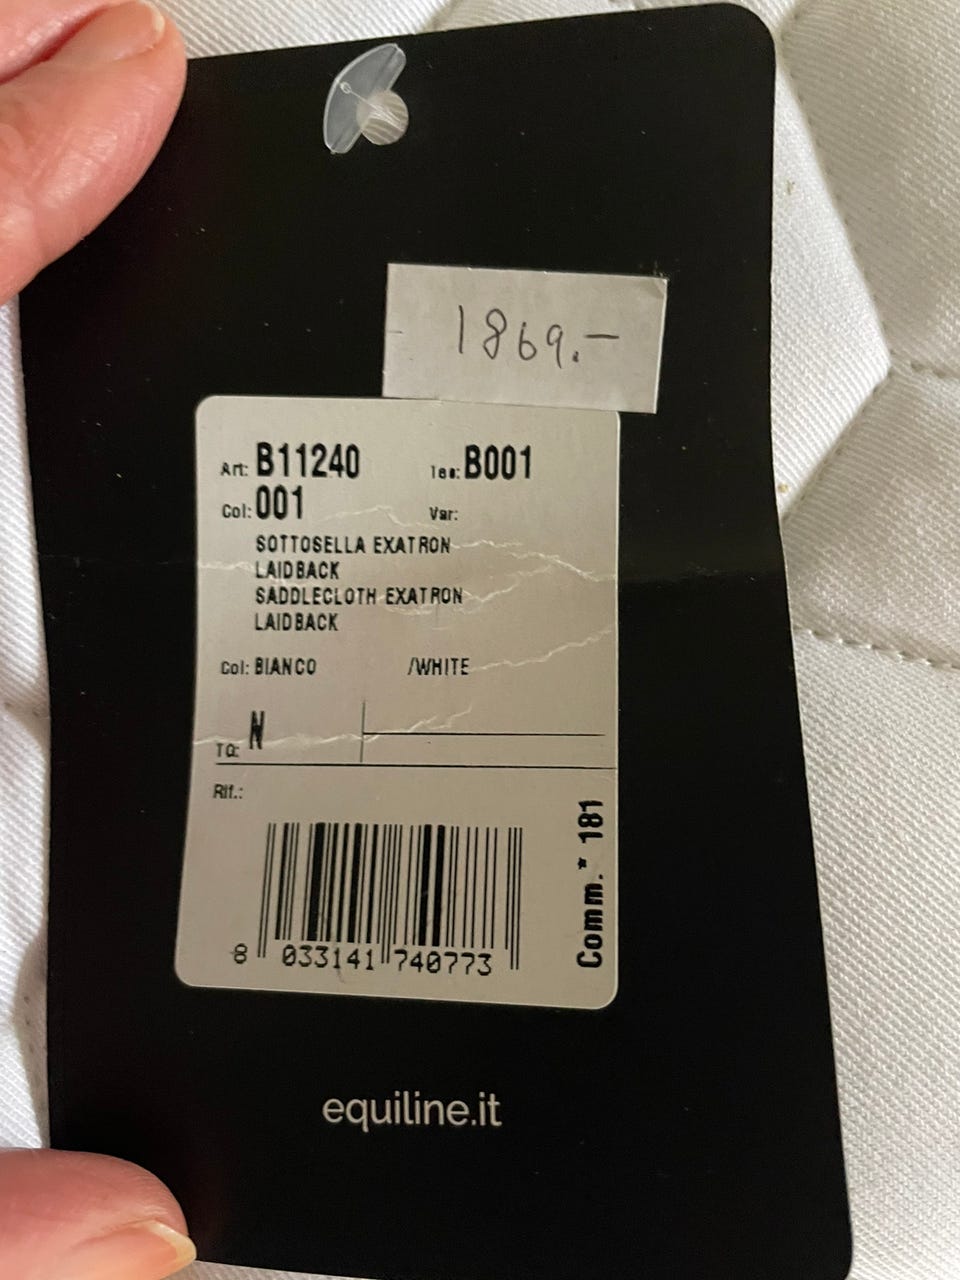 1869.-
Art: B11240 Tes: B001
Col: 001 Var:
SOTTOSELLA EXATRON
LAIDBACK
SADDLECLOTH EXATRON
LAIDBACK
Col: BIANCO /WHITE
TG: N
Rif.:
Comm.* 181
8 033141 740773
equiline.it